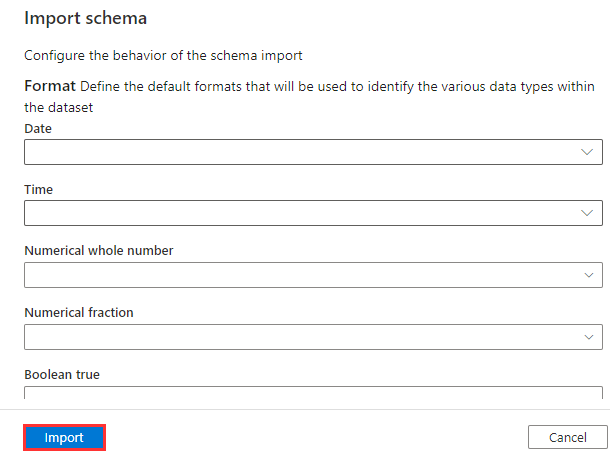 Import schema
Configure the behavior of the schema import
Format Define the default formats that will be used to identify the various data types within
the dataset
Date
Time
Numerical whole number
Numerical fraction
Boolean true
Import
Cancel